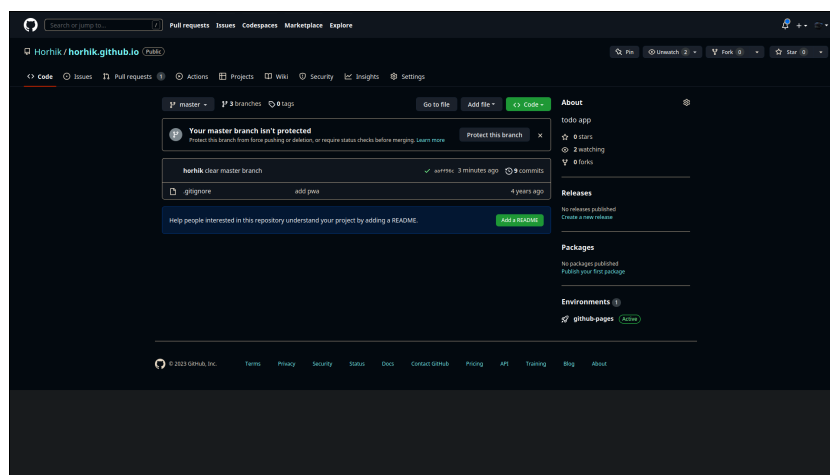 Search or jump to... / Pull requests Issues Codespaces Marketplace Explore
Horhik / horhik.github.io Public Pin Unwatch 2 Fork 0 Star 0
Code Issues Pull requests 1 Actions Projects Wiki Security Insights Settings
master 3 branches 0 tags Go to file Add file Code
Your master branch isn't protected
Protect this branch from force pushing or deletion, or require status checks before merging. Learn more
Protect this branch
horhik clear master branch 3 minutes ago 9 commits
.gitignore add pwa 4 years ago
Help people interested in this repository understand your project by adding a README. Add a README
About
todo app
0 stars
2 watching
0 forks
Releases
No releases published
Create a new release
Packages
No packages published
Publish your first package
Environments 1
github-pages Active
© 2023 GitHub, Inc. Terms Privacy Security Status Docs Contact GitHub Pricing API Training Blog About